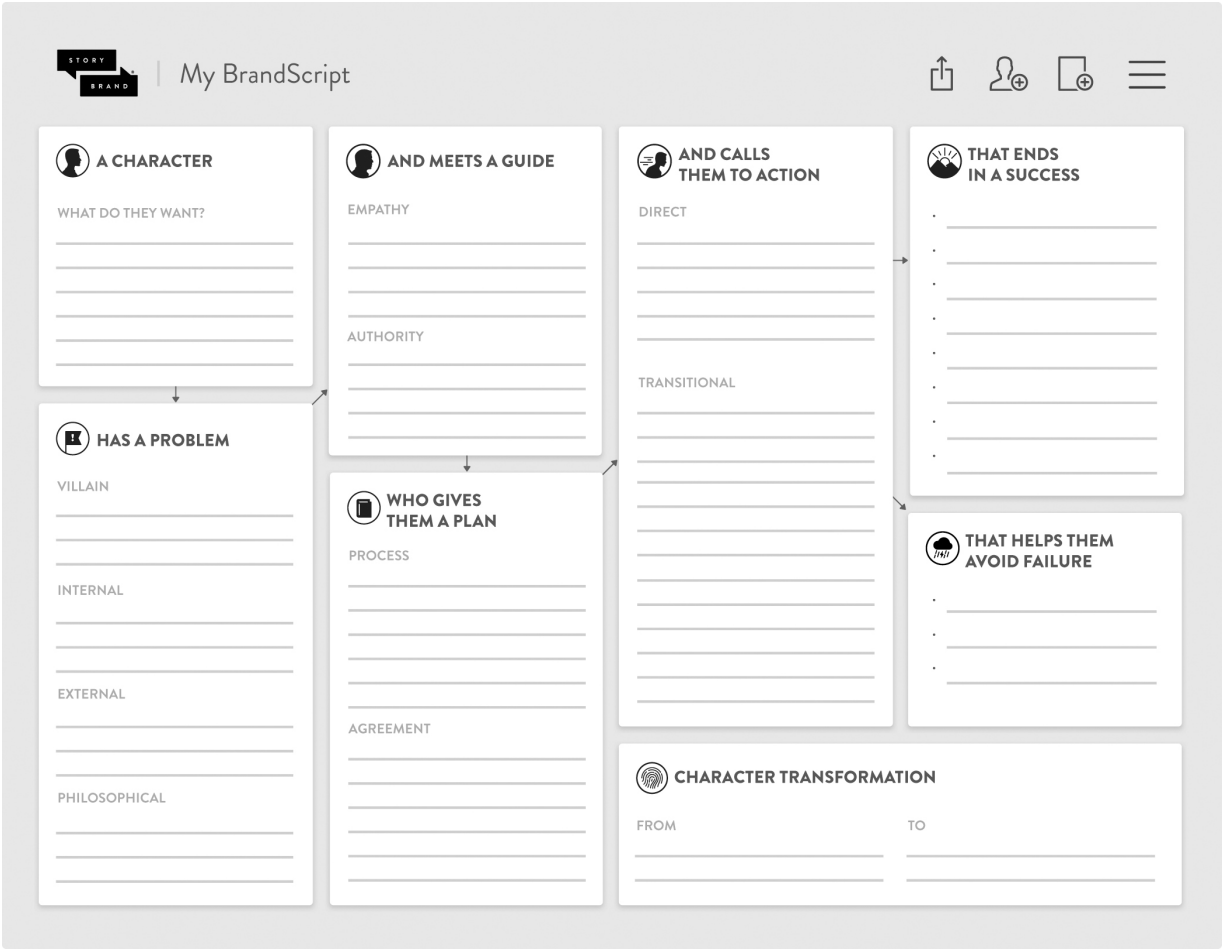 STORY
BRAND
My BrandScript
A CHARACTER
WHAT DO THEY WANT?
HAS A PROBLEM
VILLAIN
INTERNAL
EXTERNAL
PHILOSOPHICAL
AND MEETS A GUIDE
EMPATHY
AUTHORITY
WHO GIVES
THEM A PLAN
PROCESS
AGREEMENT
AND CALLS
THEM TO ACTION
DIRECT
TRANSITIONAL
THAT ENDS
IN A SUCCESS
THAT HELPS THEM
AVOID FAILURE
CHARACTER TRANSFORMATION
FROM
TO